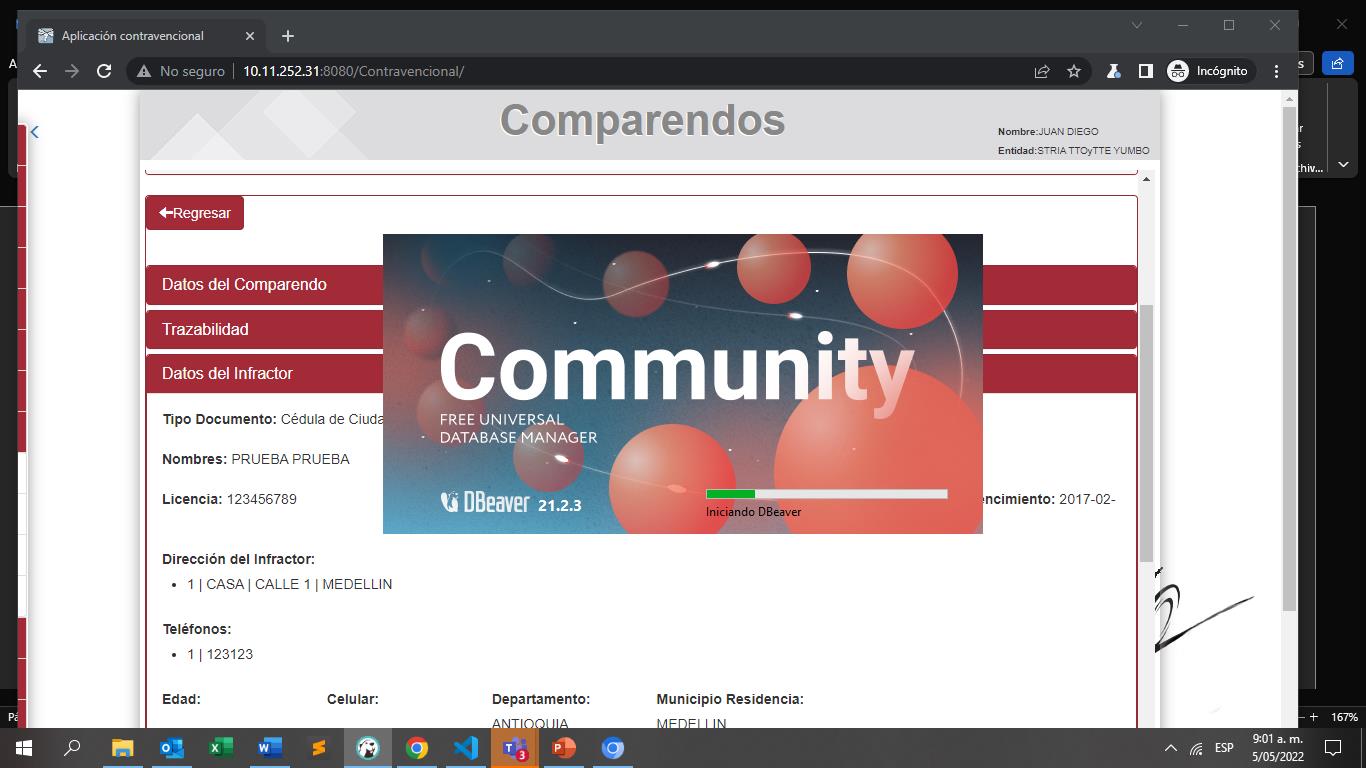 Aplicación contravencional
No seguro
10.11.252.31:8080/Contravencional/
Incógnito
Comparendos
Nombre:JUAN DIEGO
Entidad:STRIA TTOyTTE YUMBO
Regresar
Datos del Comparendo
Trazabilidad
Datos del Infractor
Tipo Documento: Cédula de Ciuda
Nombres: PRUEBA PRUEBA
Licencia: 123456789
encimiento: 2017-02-
Community
FREE UNIVERSAL
DATABASE MANAGER
DBeaver 21.2.3
Iniciando DBeaver
Dirección del Infractor:
1 | CASA | CALLE 1 | MEDELLIN
Teléfonos:
1 | 123123
Edad: Celular: Departamento: Municipio Residencia:
ANTIOQUIA MEDELLIN
167%
3
ESP
9:01 a. m.
5/05/2022